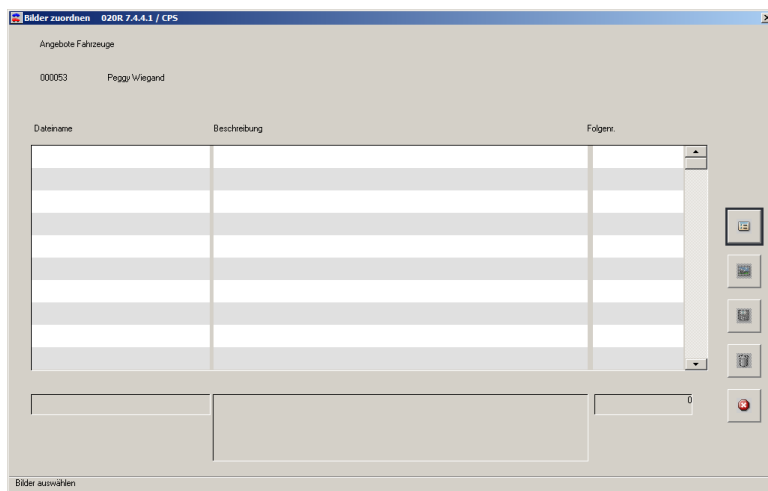 Bilder zuordnen 020R 7.4.4.1 / CPS
Angebote Fahrzeuge
000053 Peggy Wiegand
Dateiname Beschreibung Folgenr.
0
Bilder auswählen